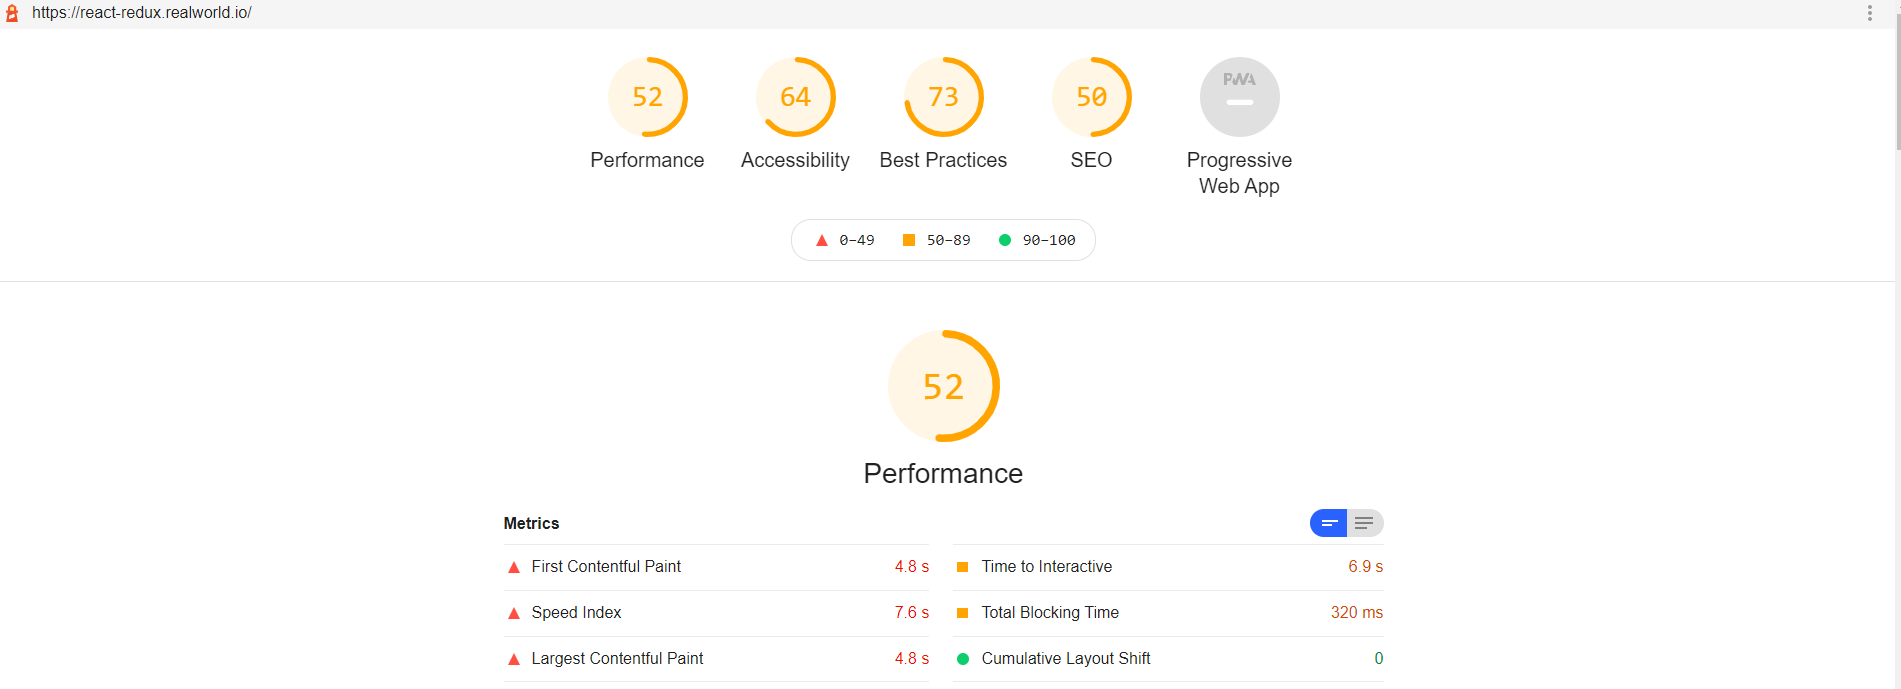 https://react-redux.realworld.io/
52 64 73 50 PWA
Performance Accessibility Best Practices SEO Progressive
Web App
0–49 50–89 90–100
52
Performance
Metrics
First Contentful Paint 4.8 s Time to Interactive 6.9 s
Speed Index 7.6 s Total Blocking Time 320 ms
Largest Contentful Paint 4.8 s Cumulative Layout Shift 0